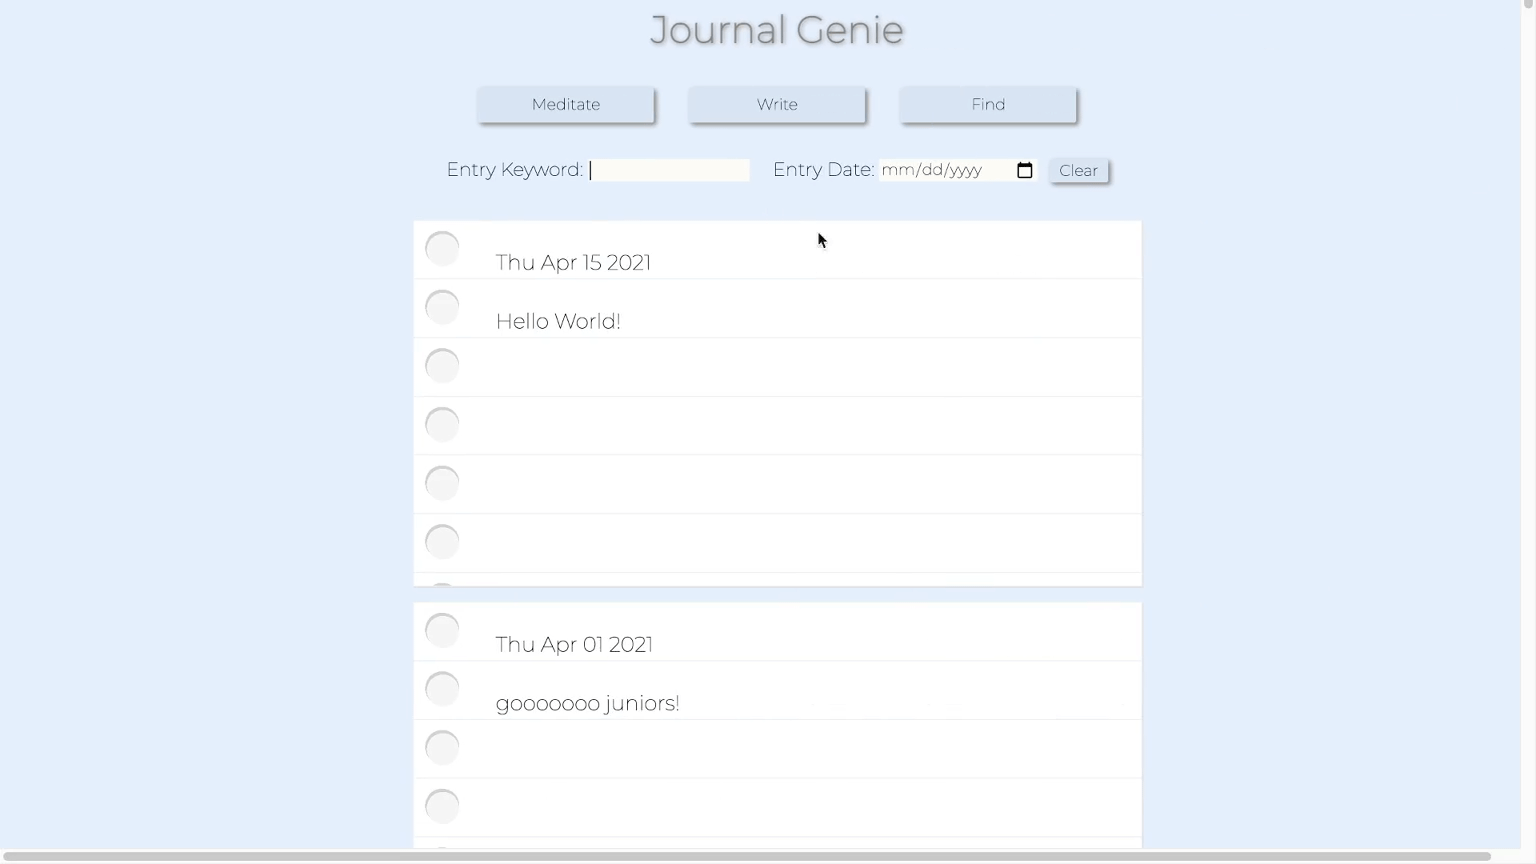 Journal Genie
Meditate Write Find
Entry Keyword: Entry Date: mm/dd/yyyy Clear
Thu Apr 15 2021
Hello World!
Thu Apr 01 2021
gooooooo juniors!